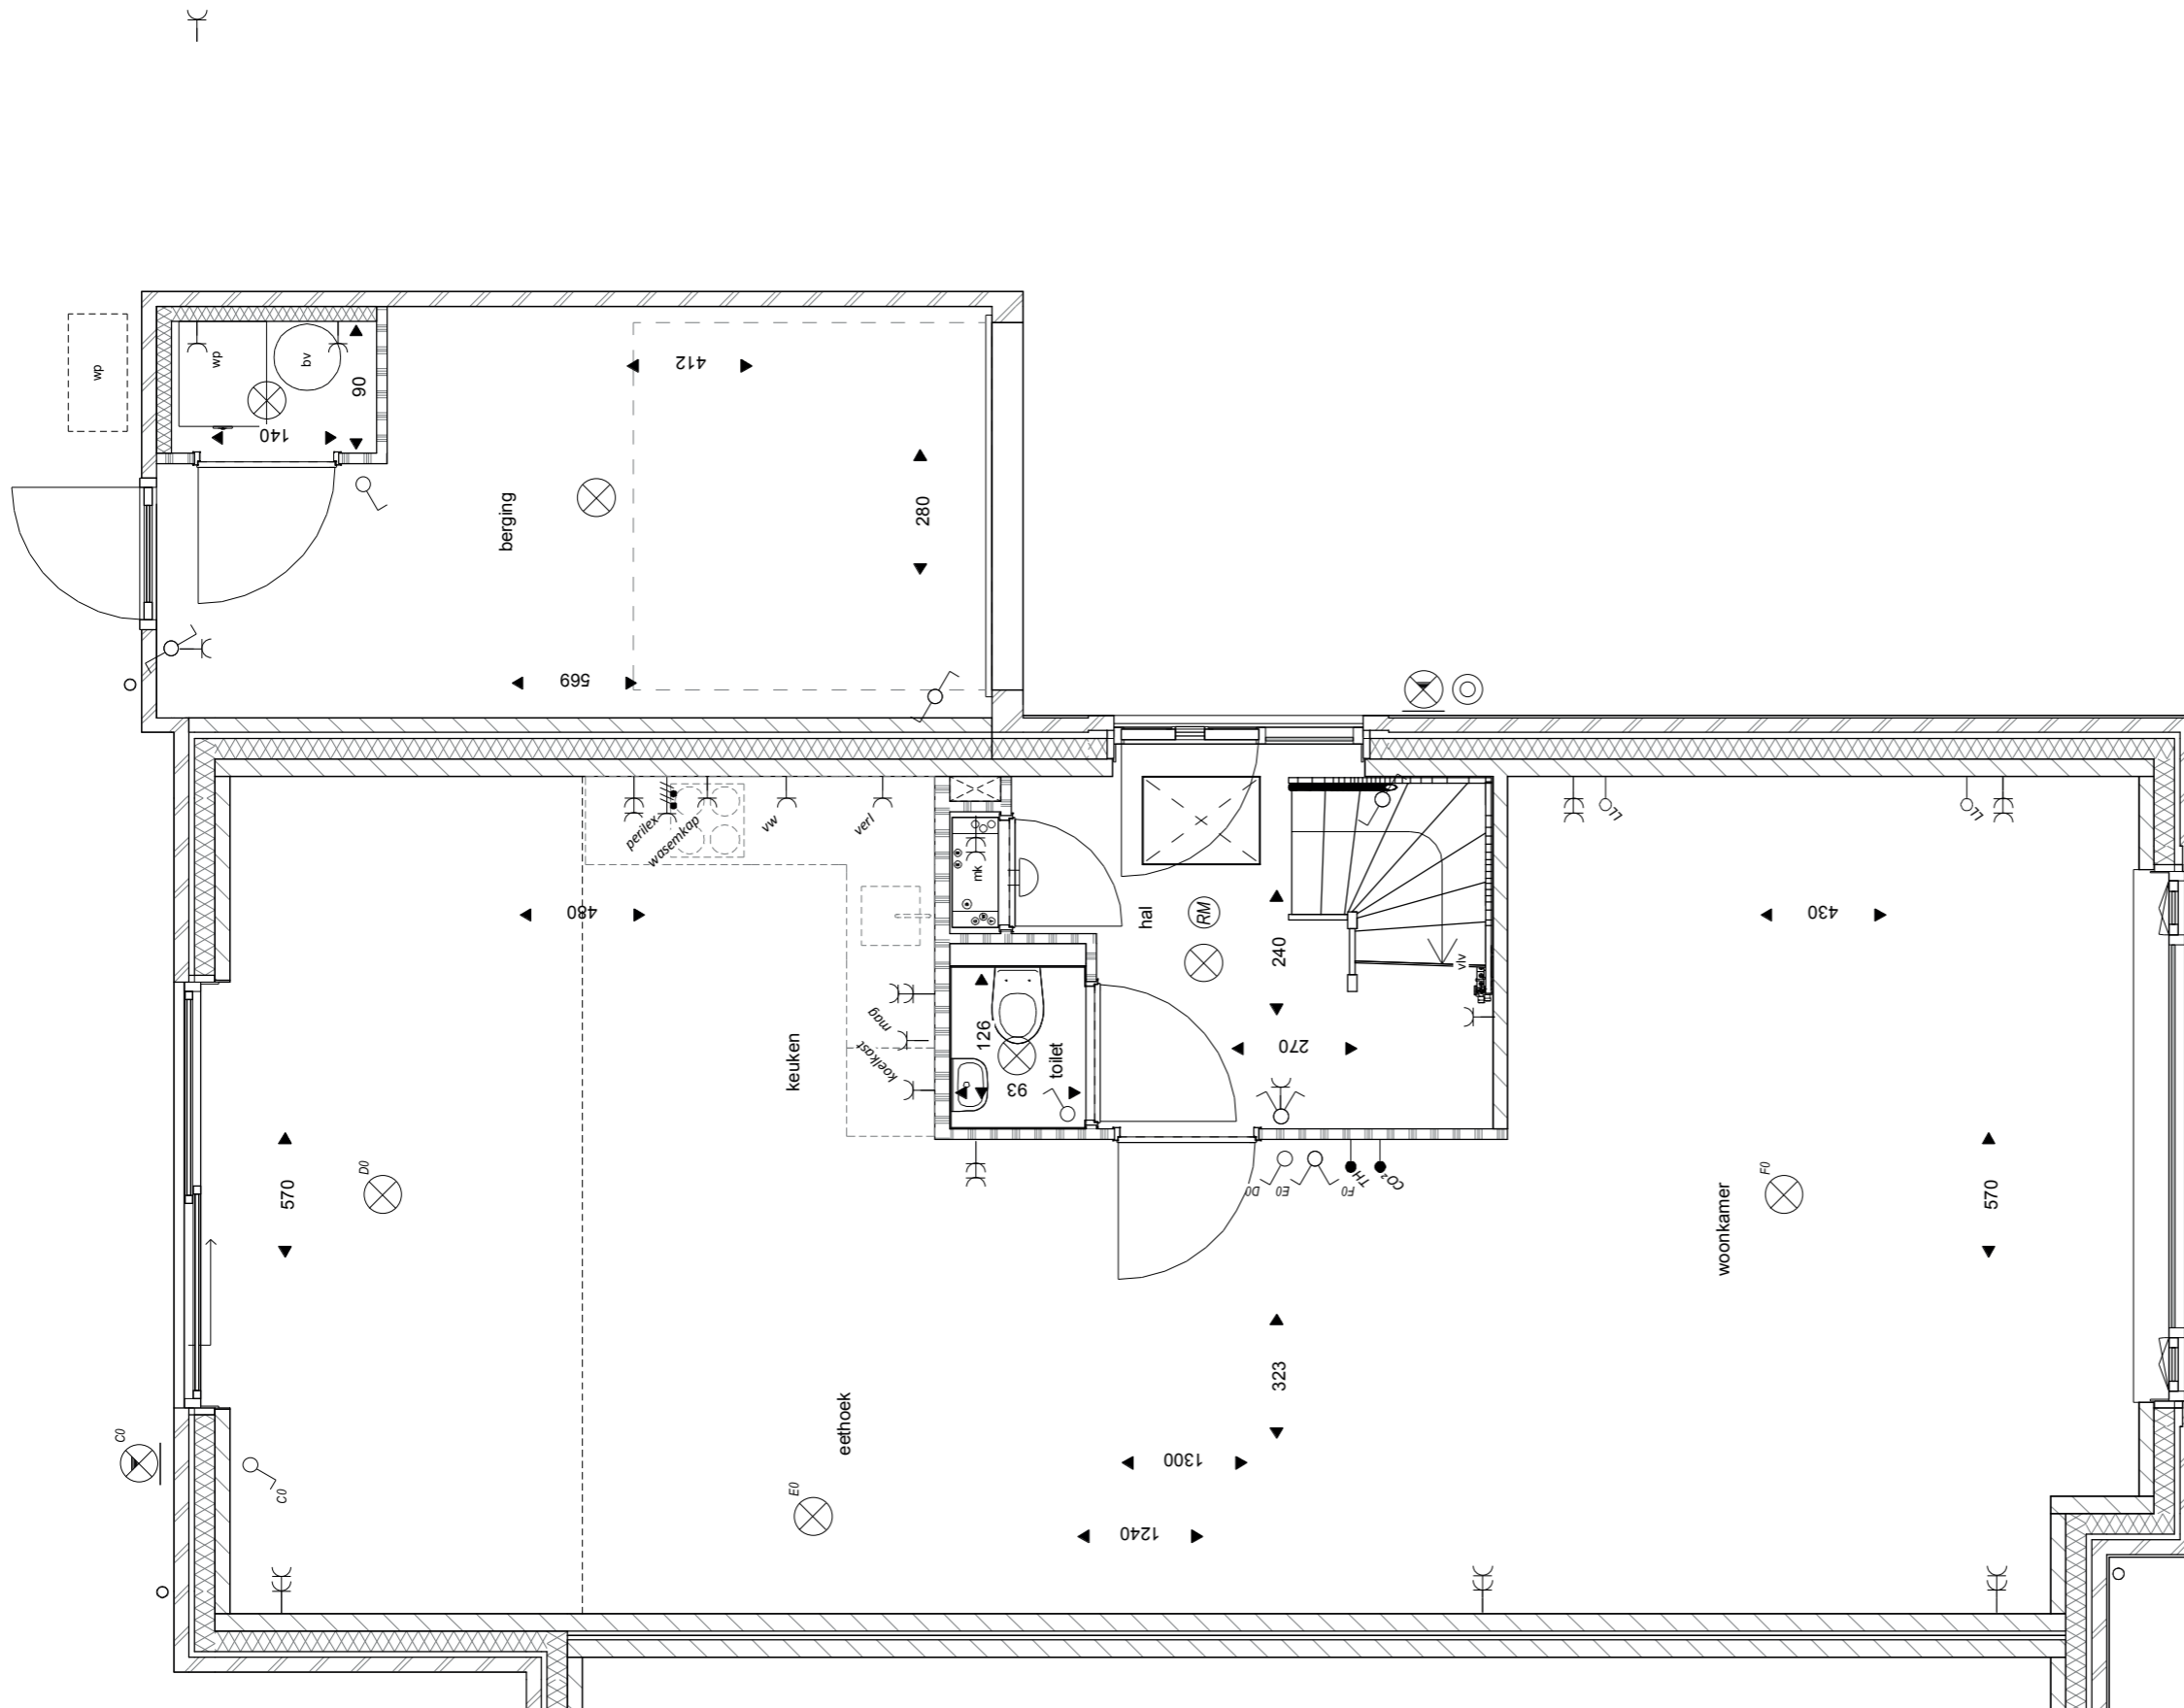 wp
wp
bv
90
140
412
280
berging
569
perilex
wasemkap
vw
verl
mk
LL
LL
480
hal
RM
240
430
vlv
mag
126
koelkast
keuken
toilet
93
270
570
D0
D0
E0
F0
TH
CO²
F0
570
woonkamer
323
eethoek
1300
C0
C0
E0
1240